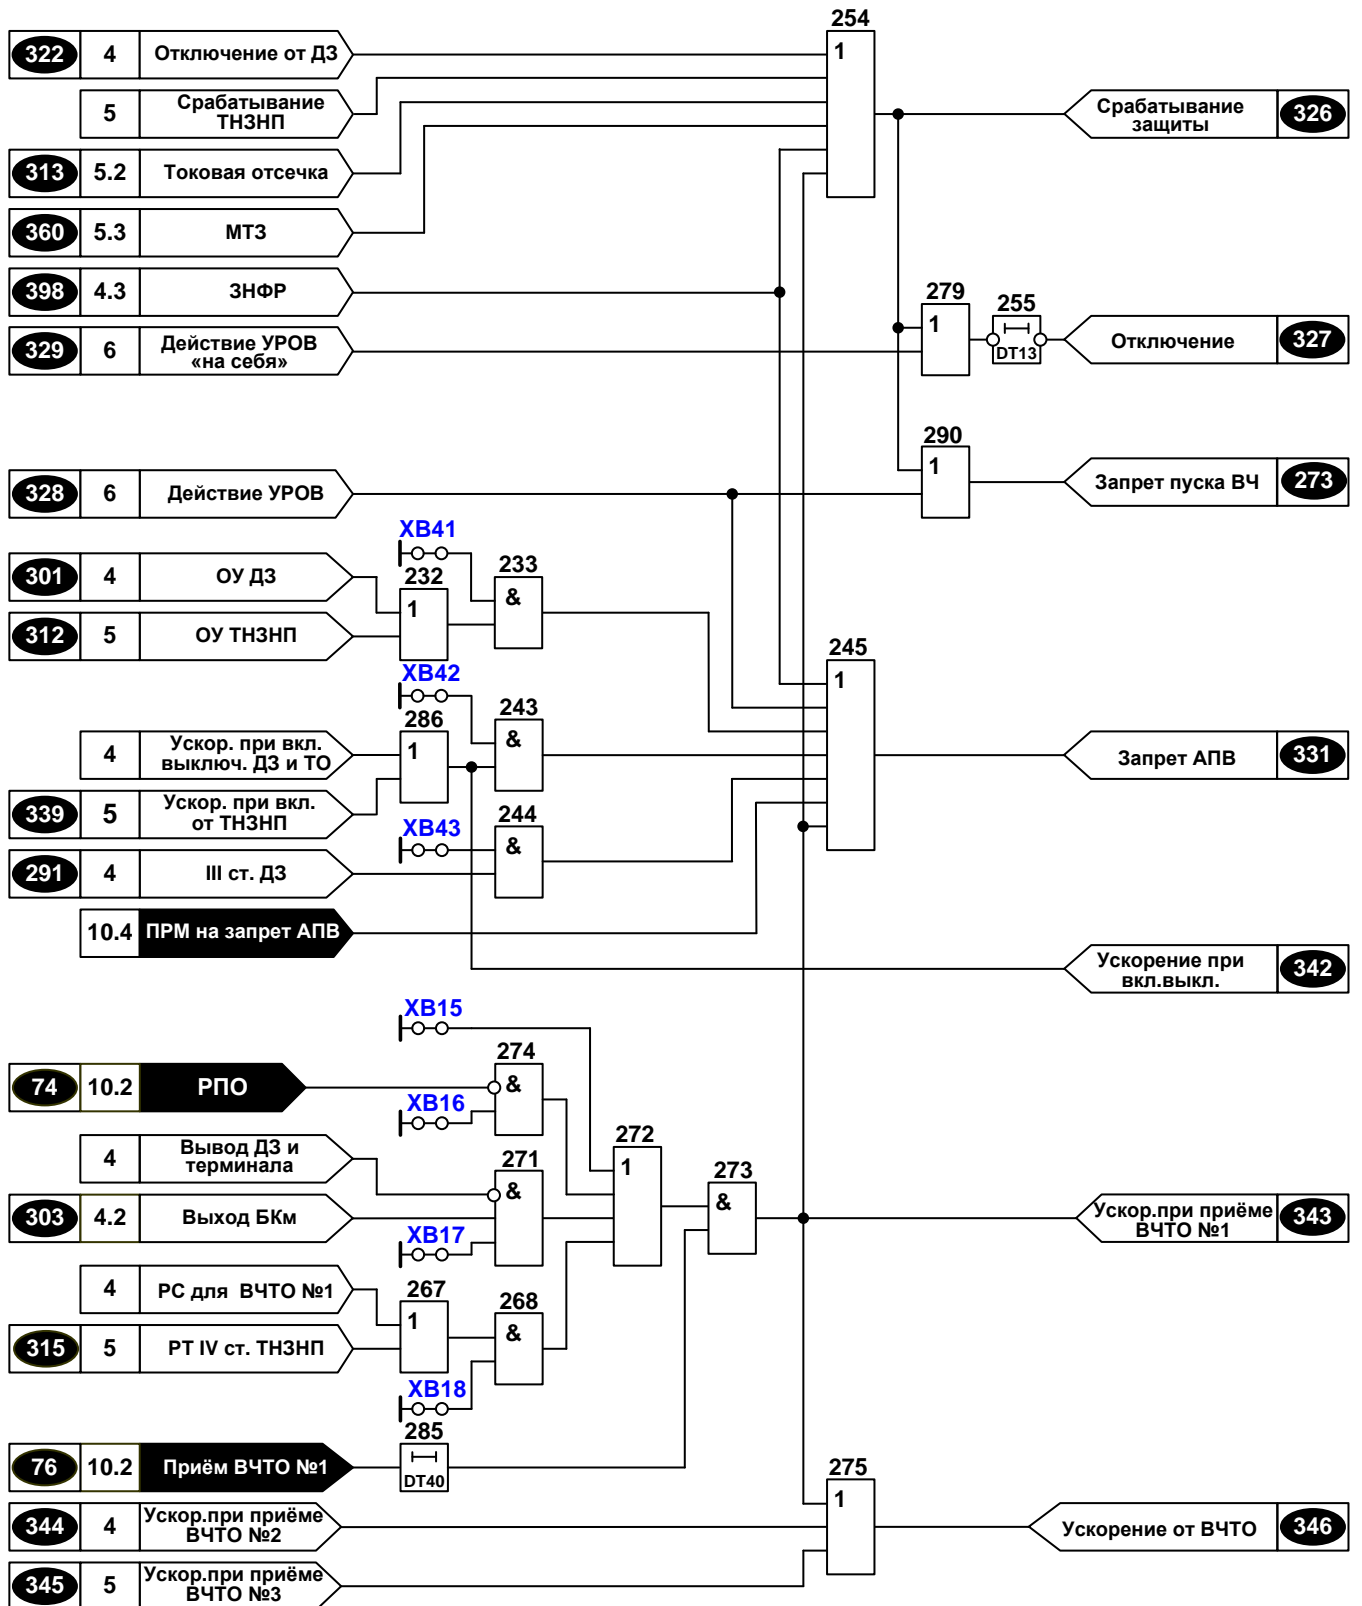 254
322 4 Отключение от ДЗ 1
5 Срабатывание
ТНЗНП
Срабатывание
защиты 326
313 5.2 Токовая отсечка
360 5.3 МТЗ
398 4.3 ЗНФР
279 255
329 6 Действие УРОВ
«на себя»
1 DT13 Отключение 327
290
328 6 Действие УРОВ 1 Запрет пуска ВЧ 273
XB41
301 4 ОУ ДЗ 232 233
1 &
312 5 ОУ ТНЗНП
245
XB42 1
286 243
4 Ускор. при вкл.
выключ. ДЗ и ТО
1 & Запрет АПВ 331
339 5 Ускор. при вкл.
от ТНЗНП
244
XB43 &
291 4 III ст. ДЗ
10.4 ПРМ на запрет АПВ
Ускорение при
вкл.выкл. 342
XB15
274
74 10.2 РПО &
XB16
272
4 Вывод ДЗ и
терминала
271 1 273
& &
303 4.2 Выход БКм
XB17
Ускор.при приёме
ВЧТО №1 343
4 РС для ВЧТО №1 267 268
1 &
315 5 РТ IV ст. ТНЗНП
XB18
285
76 10.2 Приём ВЧТО №1 DT40
275
1
344 4 Ускор.при приёме
ВЧТО №2
Ускорение от ВЧТО 346
345 5 Ускор.при приёме
ВЧТО №3